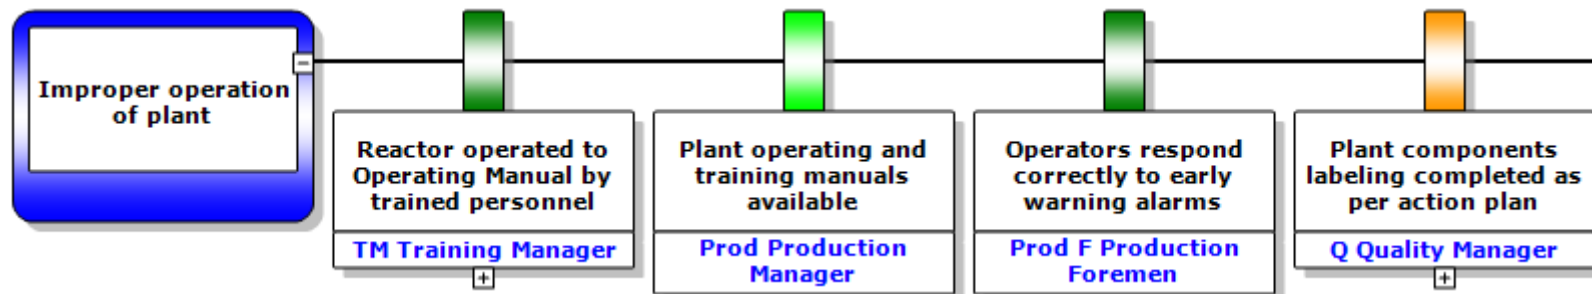 Improper operation
of plant
Reactor operated to
Operating Manual by
trained personnel
TM Training Manager
Plant operating and
training manuals
available
Prod Production
Manager
Operators respond
correctly to early
warning alarms
Prod F Production
Foremen
Plant components
labeling completed as
per action plan
Q Quality Manager